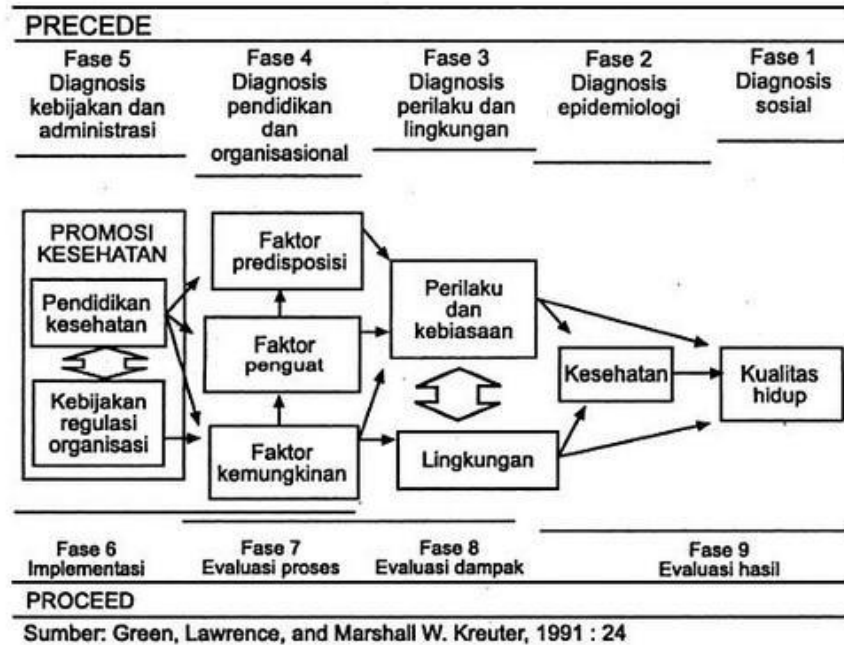 PRECEDE
Fase 5
Diagnosis
kebijakan dan
administrasi
Fase 4
Diagnosis
pendidikan
dan
organisasional
Fase 3
Diagnosis
perilaku dan
lingkungan
Fase 2
Diagnosis
epidemiologi
Fase 1
Diagnosis
sosial
PROMOSI
KESEHATAN
Pendidikan
kesehatan
Kebijakan
regulasi
organisasi
Faktor
predisposisi
Faktor
penguat
Faktor
kemungkinan
Perilaku
dan
kebiasaan
Lingkungan
Kesehatan
Kualitas
hidup
Fase 6
Implementasi
Fase 7
Evaluasi proses
Fase 8
Evaluasi dampak
Fase 9
Evaluasi hasil
PROCEED
Sumber: Green, Lawrence, and Marshall W. Kreuter, 1991 : 24